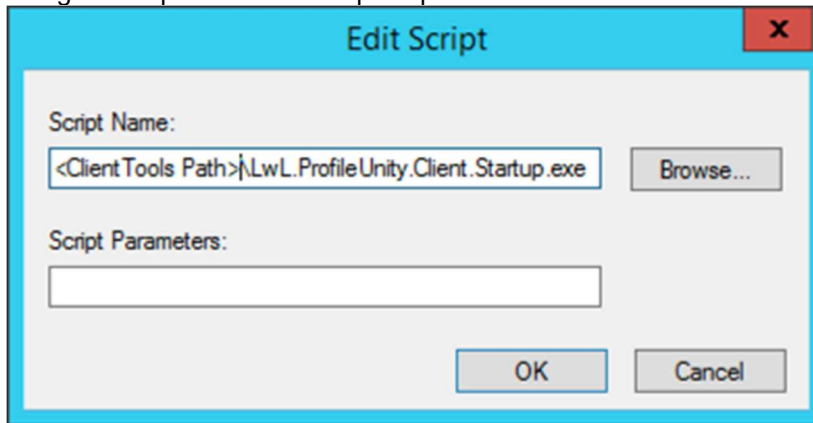 Edit Script
x
Script Name:
<ClientTools Path>\LwL.ProfileUnity.Client.Startup.exe
Browse...
Script Parameters:
OK
Cancel